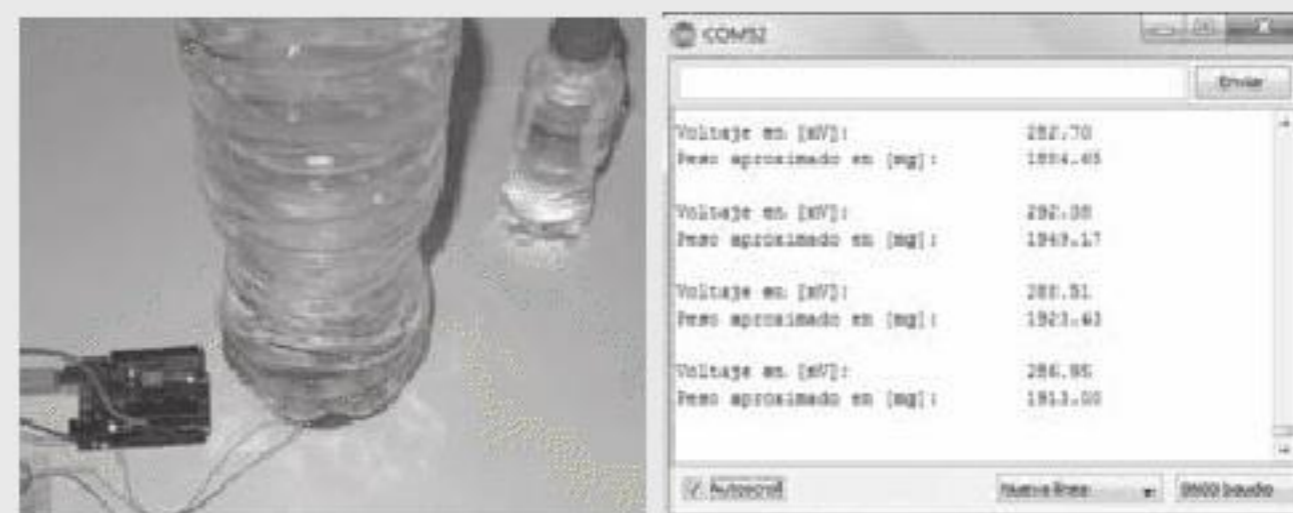 Enviar
Voltaje en [mV]: 282.70
Peso aproximado en [mg]: 1884.65
Voltaje en [mV]: 292.38
Peso aproximado en [mg]: 1949.17
Voltaje en [mV]: 288.51
Peso aproximado en [mg]: 1923.43
Voltaje en [mV]: 286.95
Peso aproximado en [mg]: 1913.00
Autoscroll
Nueva línea
9600 baudio